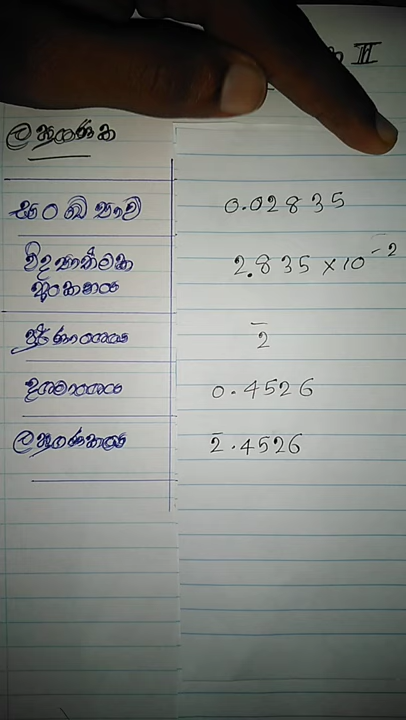 II
ලඝුගණක
සංඛ්‍යාව 0.02835
විද්‍යාත්මක අංකනය 2.835 × 10⁻²
පූර්ණාංශය 2̅
දශමාංශය 0.4526
ලඝුගණකය 2̅.4526